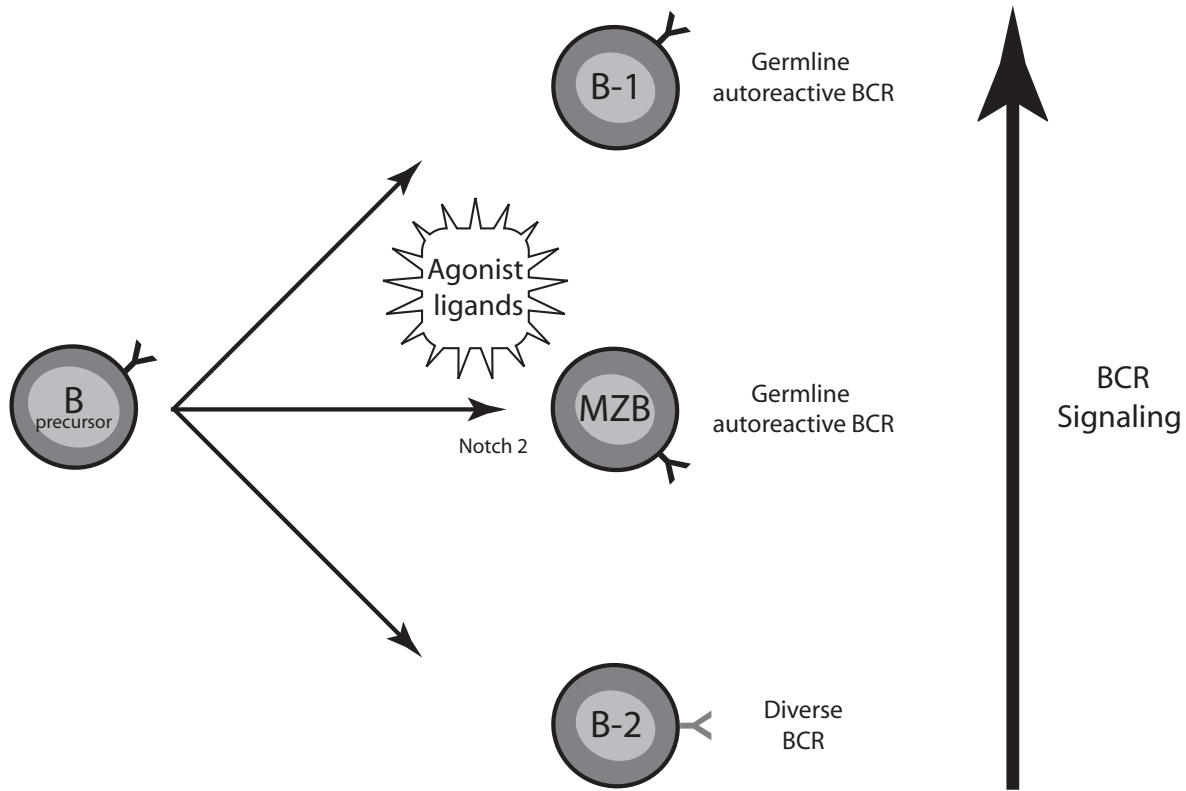 B-1
Germline
autoreactive BCR
Agonist
ligands
B
precursor
MZB
Germline
autoreactive BCR
Notch 2
BCR
Signaling
B-2
Diverse
BCR